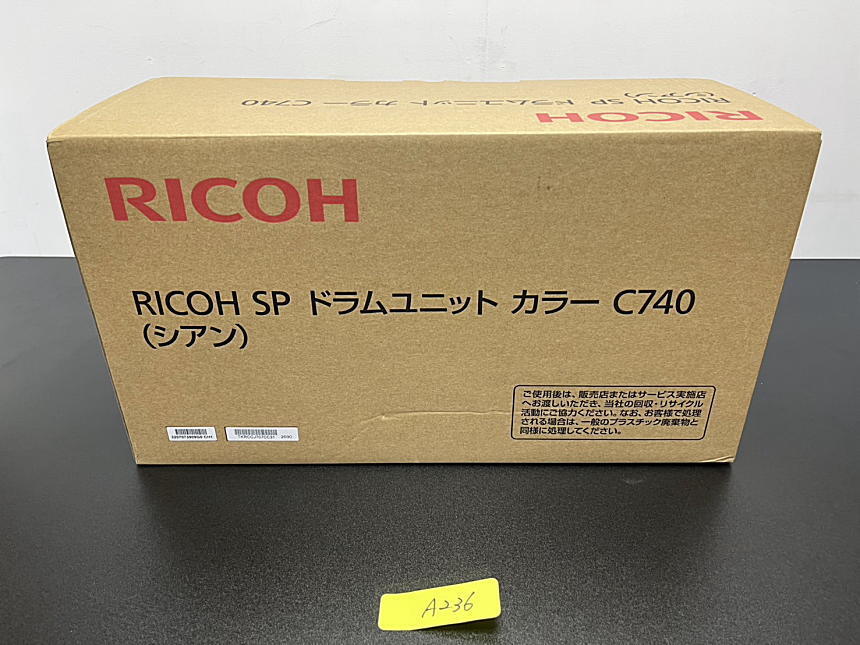 RICOH SP ドラムユニット カラー C740
(シアン)
RICOH
RICOH
RICOH SP ドラムユニット カラー C740
(シアン)
ご使用後は、販売店またはサービス実施店
へお渡しいただき、当社の回収・リサイクル
活動にご協力ください。なお、お客様で処理
される場合は、一般のプラスチック廃棄物と
同様に処理してください。
A236